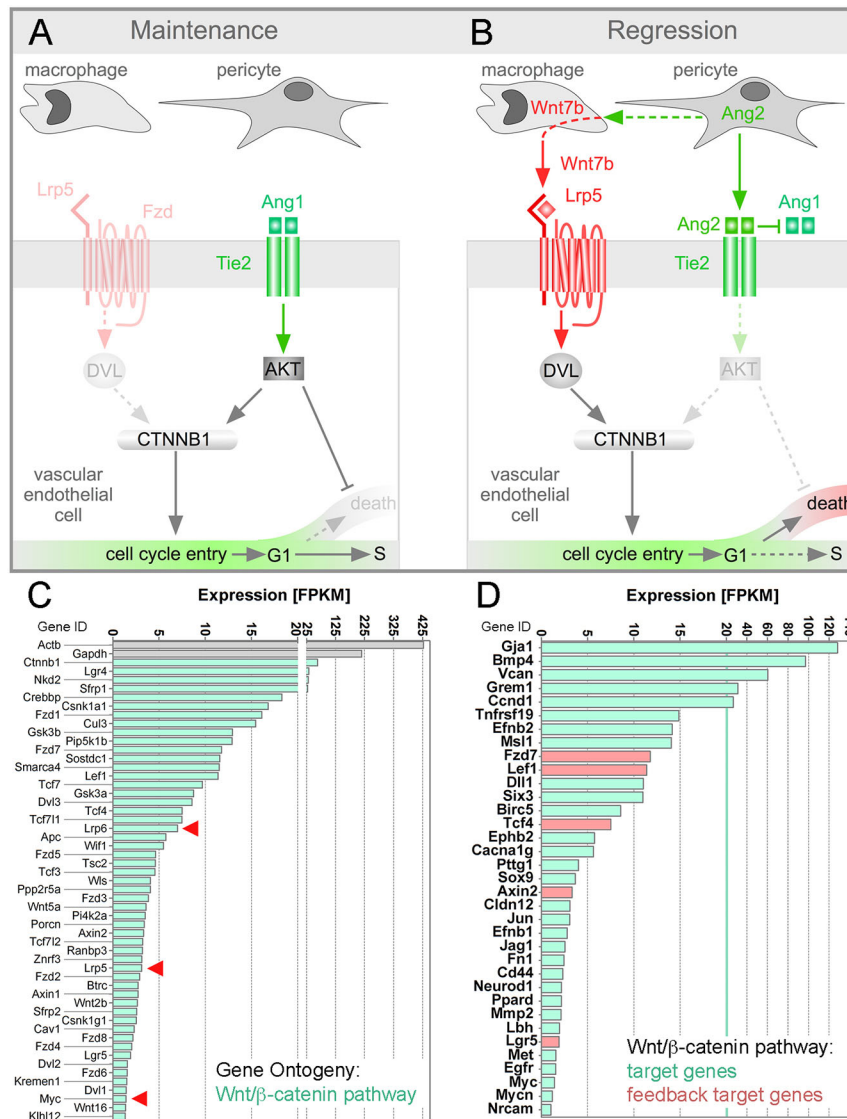 A
Maintenance
macrophage
pericyte
Lrp5
Fzd
Ang1
Tie2
DVL
AKT
CTNNB1
vascular
endothelial
cell
death
cell cycle entry
G1
S
B
Regression
macrophage
pericyte
Wnt7b
Ang2
Wnt7b
Lrp5
Ang1
Ang2
Tie2
DVL
AKT
CTNNB1
vascular
endothelial
cell
death
cell cycle entry
G1
S
C
Expression [FPKM]
Gene ID
0
5
10
15
20
25
125
225
325
425
Actb
Gapdh
Ctnnb1
Lgr4
Nkd2
Sfrp1
Crebbp
Csnk1a1
Fzd1
Cul3
Gsk3b
Pip5k1b
Fzd7
Sostdc1
Smarca4
Lef1
Tcf7
Gsk3a
Dvl3
Tcf4
Tcf7l1
Lrp6
Apc
Wif1
Fzd5
Tsc2
Tcf3
Wls
Ppp2r5a
Fzd3
Wnt5a
Pi4k2a
Porcn
Axin2
Tcf7l2
Ranbp3
Znrf3
Lrp5
Fzd2
Btrc
Axin1
Wnt2b
Sfrp2
Csnk1g1
Cav1
Fzd8
Fzd4
Lgr5
Dvl2
Fzd6
Kremen1
Dvl1
Myc
Wnt16
Klhl12
Gene Ontogeny:
Wnt/β-catenin pathway
D
Expression [FPKM]
Gene ID
0
5
10
15
20
40
60
80
100
120
Gja1
Bmp4
Vcan
Grem1
Ccnd1
Tnfrsf19
Efnb2
Msl1
Fzd7
Lef1
Dll1
Six3
Birc5
Tcf4
Ephb2
Cacna1g
Pttg1
Sox9
Axin2
Cldn12
Jun
Efnb1
Jag1
Fn1
Cd44
Neurod1
Ppard
Mmp2
Lbh
Lgr5
Met
Egfr
Myc
Mycn
Nrcam
Wnt/β-catenin pathway:
target genes
feedback target genes